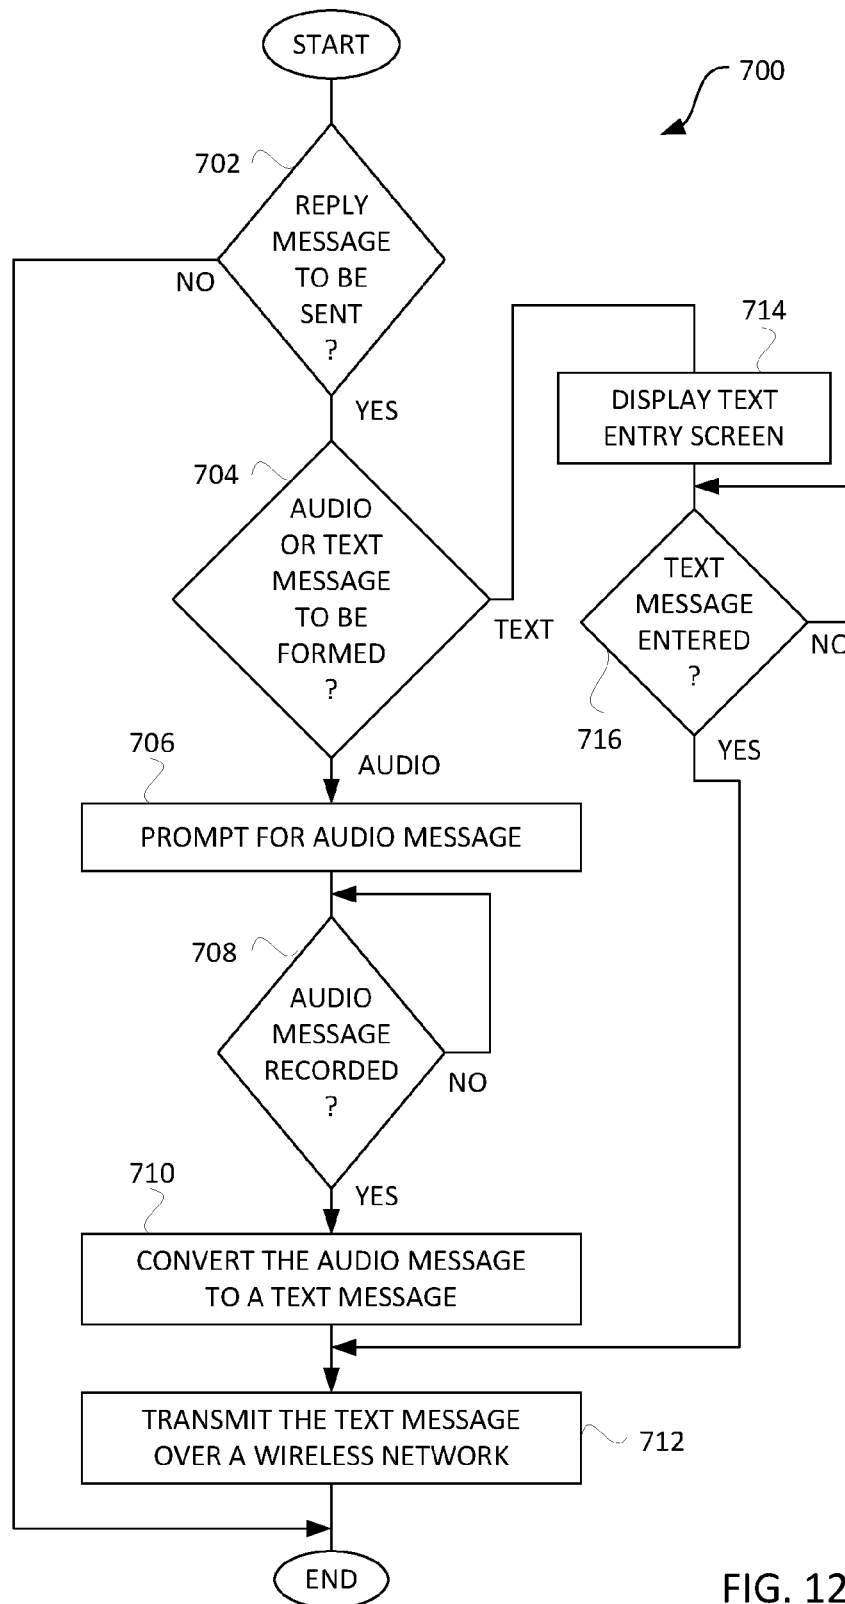 START
700
702
REPLY
MESSAGE
TO BE
SENT
?
NO
YES
704
AUDIO
OR TEXT
MESSAGE
TO BE
FORMED
?
TEXT
714
DISPLAY TEXT
ENTRY SCREEN
TEXT
MESSAGE
ENTERED
?
NO
716
YES
AUDIO
706
PROMPT FOR AUDIO MESSAGE
708
AUDIO
MESSAGE
RECORDED
?
NO
YES
710
CONVERT THE AUDIO MESSAGE
TO A TEXT MESSAGE
TRANSMIT THE TEXT MESSAGE
OVER A WIRELESS NETWORK
712
END
FIG. 12